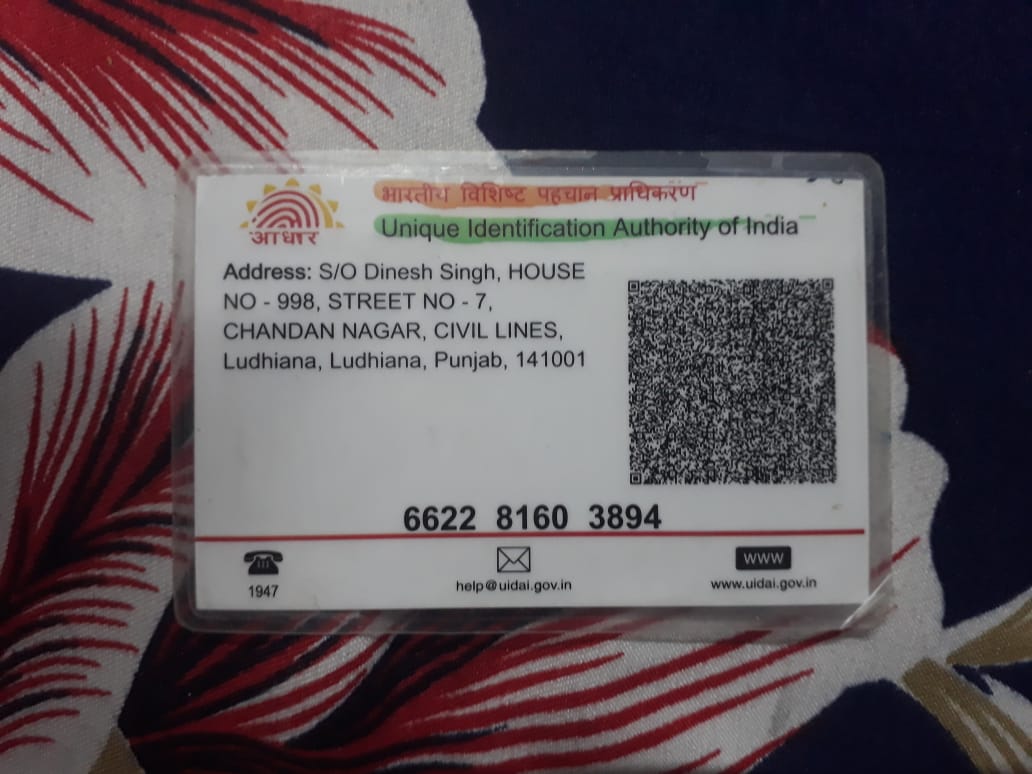 भारतीय विशिष्ट पहचान प्राधिकरण
Unique Identification Authority of India
आधार
Address: S/O Dinesh Singh, HOUSE
NO - 998, STREET NO - 7,
CHANDAN NAGAR, CIVIL LINES,
Ludhiana, Ludhiana, Punjab, 141001
6622 8160 3894
1947
help@uidai.gov.in
WWW
www.uidai.gov.in